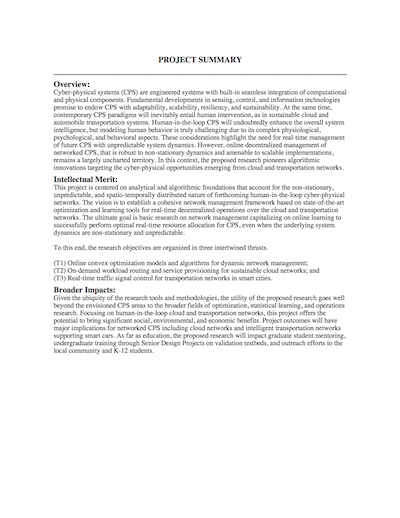 PROJECT SUMMARY
Overview:
Cyber-physical systems (CPS) are engineered systems with built-in seamless integration of computational
and physical components. Fundamental developments in sensing, control, and information technologies
promise to endow CPS with adaptability, scalability, resiliency, and sustainability. At the same time,
contemporary CPS paradigms will inevitably entail human intervention, as in sustainable cloud and
automobile transportation systems. Human-in-the-loop CPS will undoubtedly enhance the overall system
intelligence, but modeling human behavior is truly challenging due to its complex physiological,
psychological, and behavioral aspects. These considerations highlight the need for real-time management
of future CPS with unpredictable system dynamics. However, online decentralized management of
networked CPS, that is robust to non-stationary dynamics and amenable to scalable implementations,
remains a largely uncharted territory. In this context, the proposed research pioneers algorithmic
innovations targeting the cyber-physical opportunities emerging from cloud and transportation networks.
Intellectual Merit:
This project is centered on analytical and algorithmic foundations that account for the non-stationary,
unpredictable, and spatio-temporally distributed nature of forthcoming human-in-the-loop cyber-physical
networks. The vision is to establish a cohesive network management framework based on state-of-the-art
optimization and learning tools for real-time decentralized operations over the cloud and transportation
networks. The ultimate goal is basic research on network management capitalizing on online learning to
successfully perform optimal real-time resource allocation for CPS, even when the underlying system
dynamics are non-stationary and unpredictable.
To this end, the research objectives are organized in three intertwined thrusts.
(T1) Online convex optimization models and algorithms for dynamic network management;
(T2) On-demand workload routing and service provisioning for sustainable cloud networks; and
(T3) Real-time traffic signal control for transportation networks in smart cities.
Broader Impacts:
Given the ubiquity of the research tools and methodologies, the utility of the proposed research goes well
beyond the envisioned CPS areas to the broader fields of optimization, statistical learning, and operations
research. Focusing on human-in-the-loop cloud and transportation networks, this project offers the
potential to bring significant social, environmental, and economic benefits. Project outcomes will have
major implications for networked CPS including cloud networks and intelligent transportation networks
supporting smart cars. As far as education, the proposed research will impact graduate student mentoring,
undergraduate training through Senior Design Projects on validation testbeds, and outreach efforts to the
local community and K-12 students.